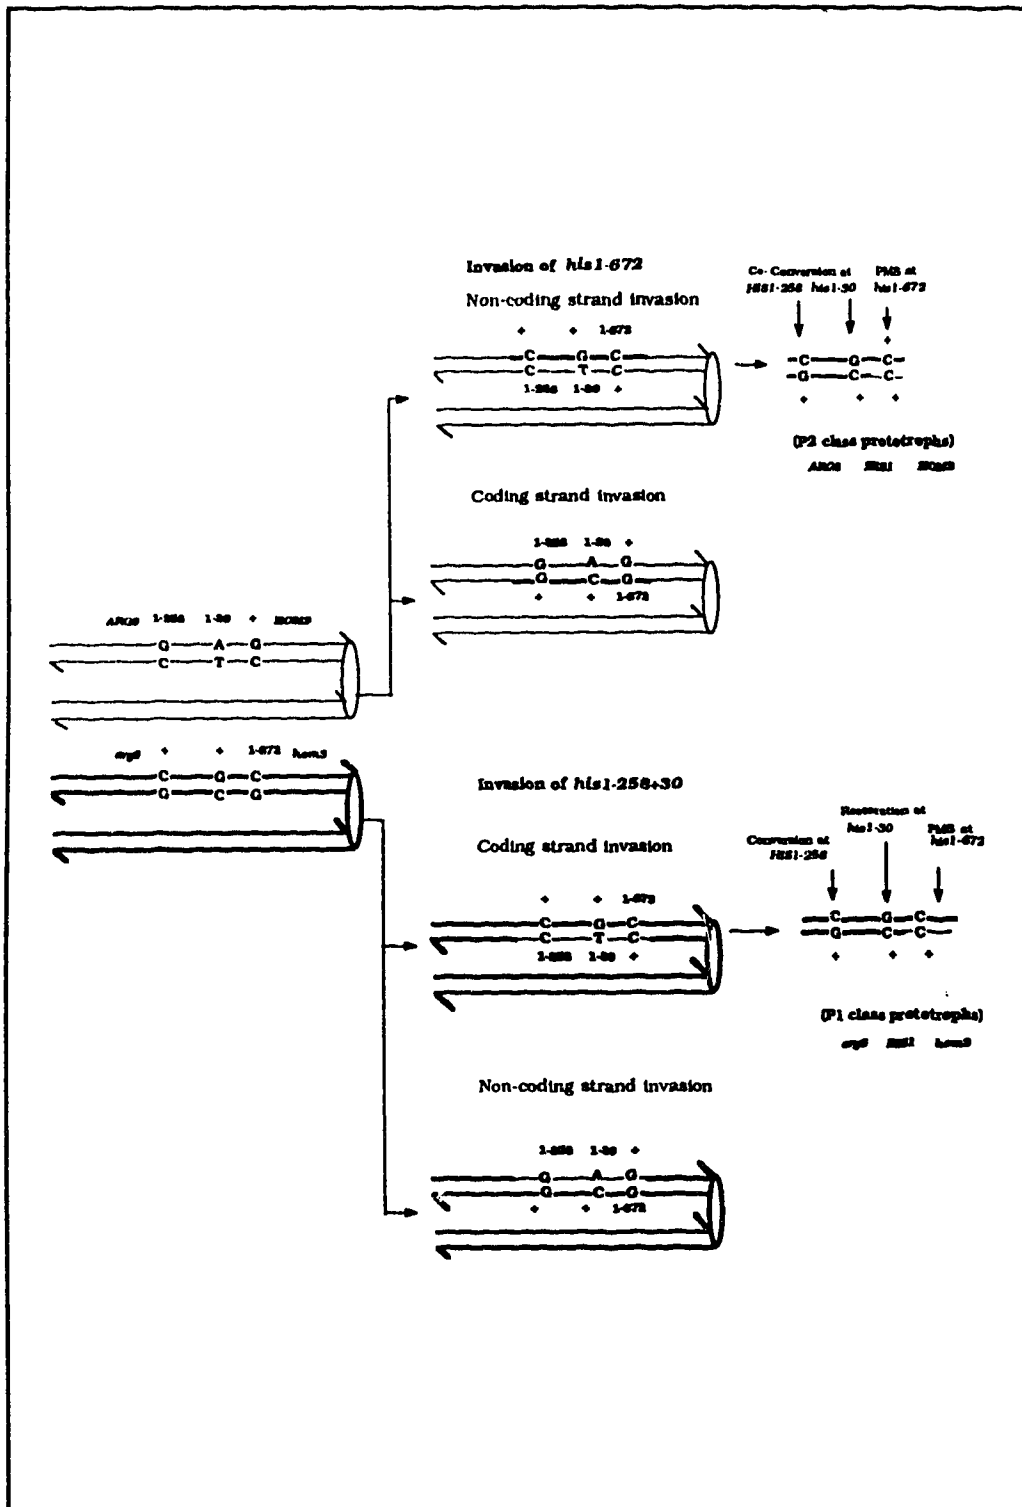 Invasion of his1-672
Non-coding strand invasion
+ + 1-672
C G C
C T C
1-258 1-30 +
Co-Conversion at PMS at
HIS1-258 his1-30 his1-672
+
C G C
G C C
+ + +
(P2 class prototrophs)
ARG6 HIS1 HOM3
Coding strand invasion
1-258 1-30 +
G A G
G C G
+ + 1-672
ARG6 1-258 1-30 + HOM3
G A G
C T C
arg6 + + 1-672 hom3
C G C
G C G
Invasion of his1-258+30
Coding strand invasion
+ + 1-672
C G C
C T C
1-258 1-30 +
Restoration at
his1-30
Conversion at
HIS1-258
PMS at
his1-672
C G C
G C C
+ + +
(P1 class prototrophs)
arg6 HIS1 hom3
Non-coding strand invasion
1-258 1-30 +
G A G
G C G
+ + 1-672